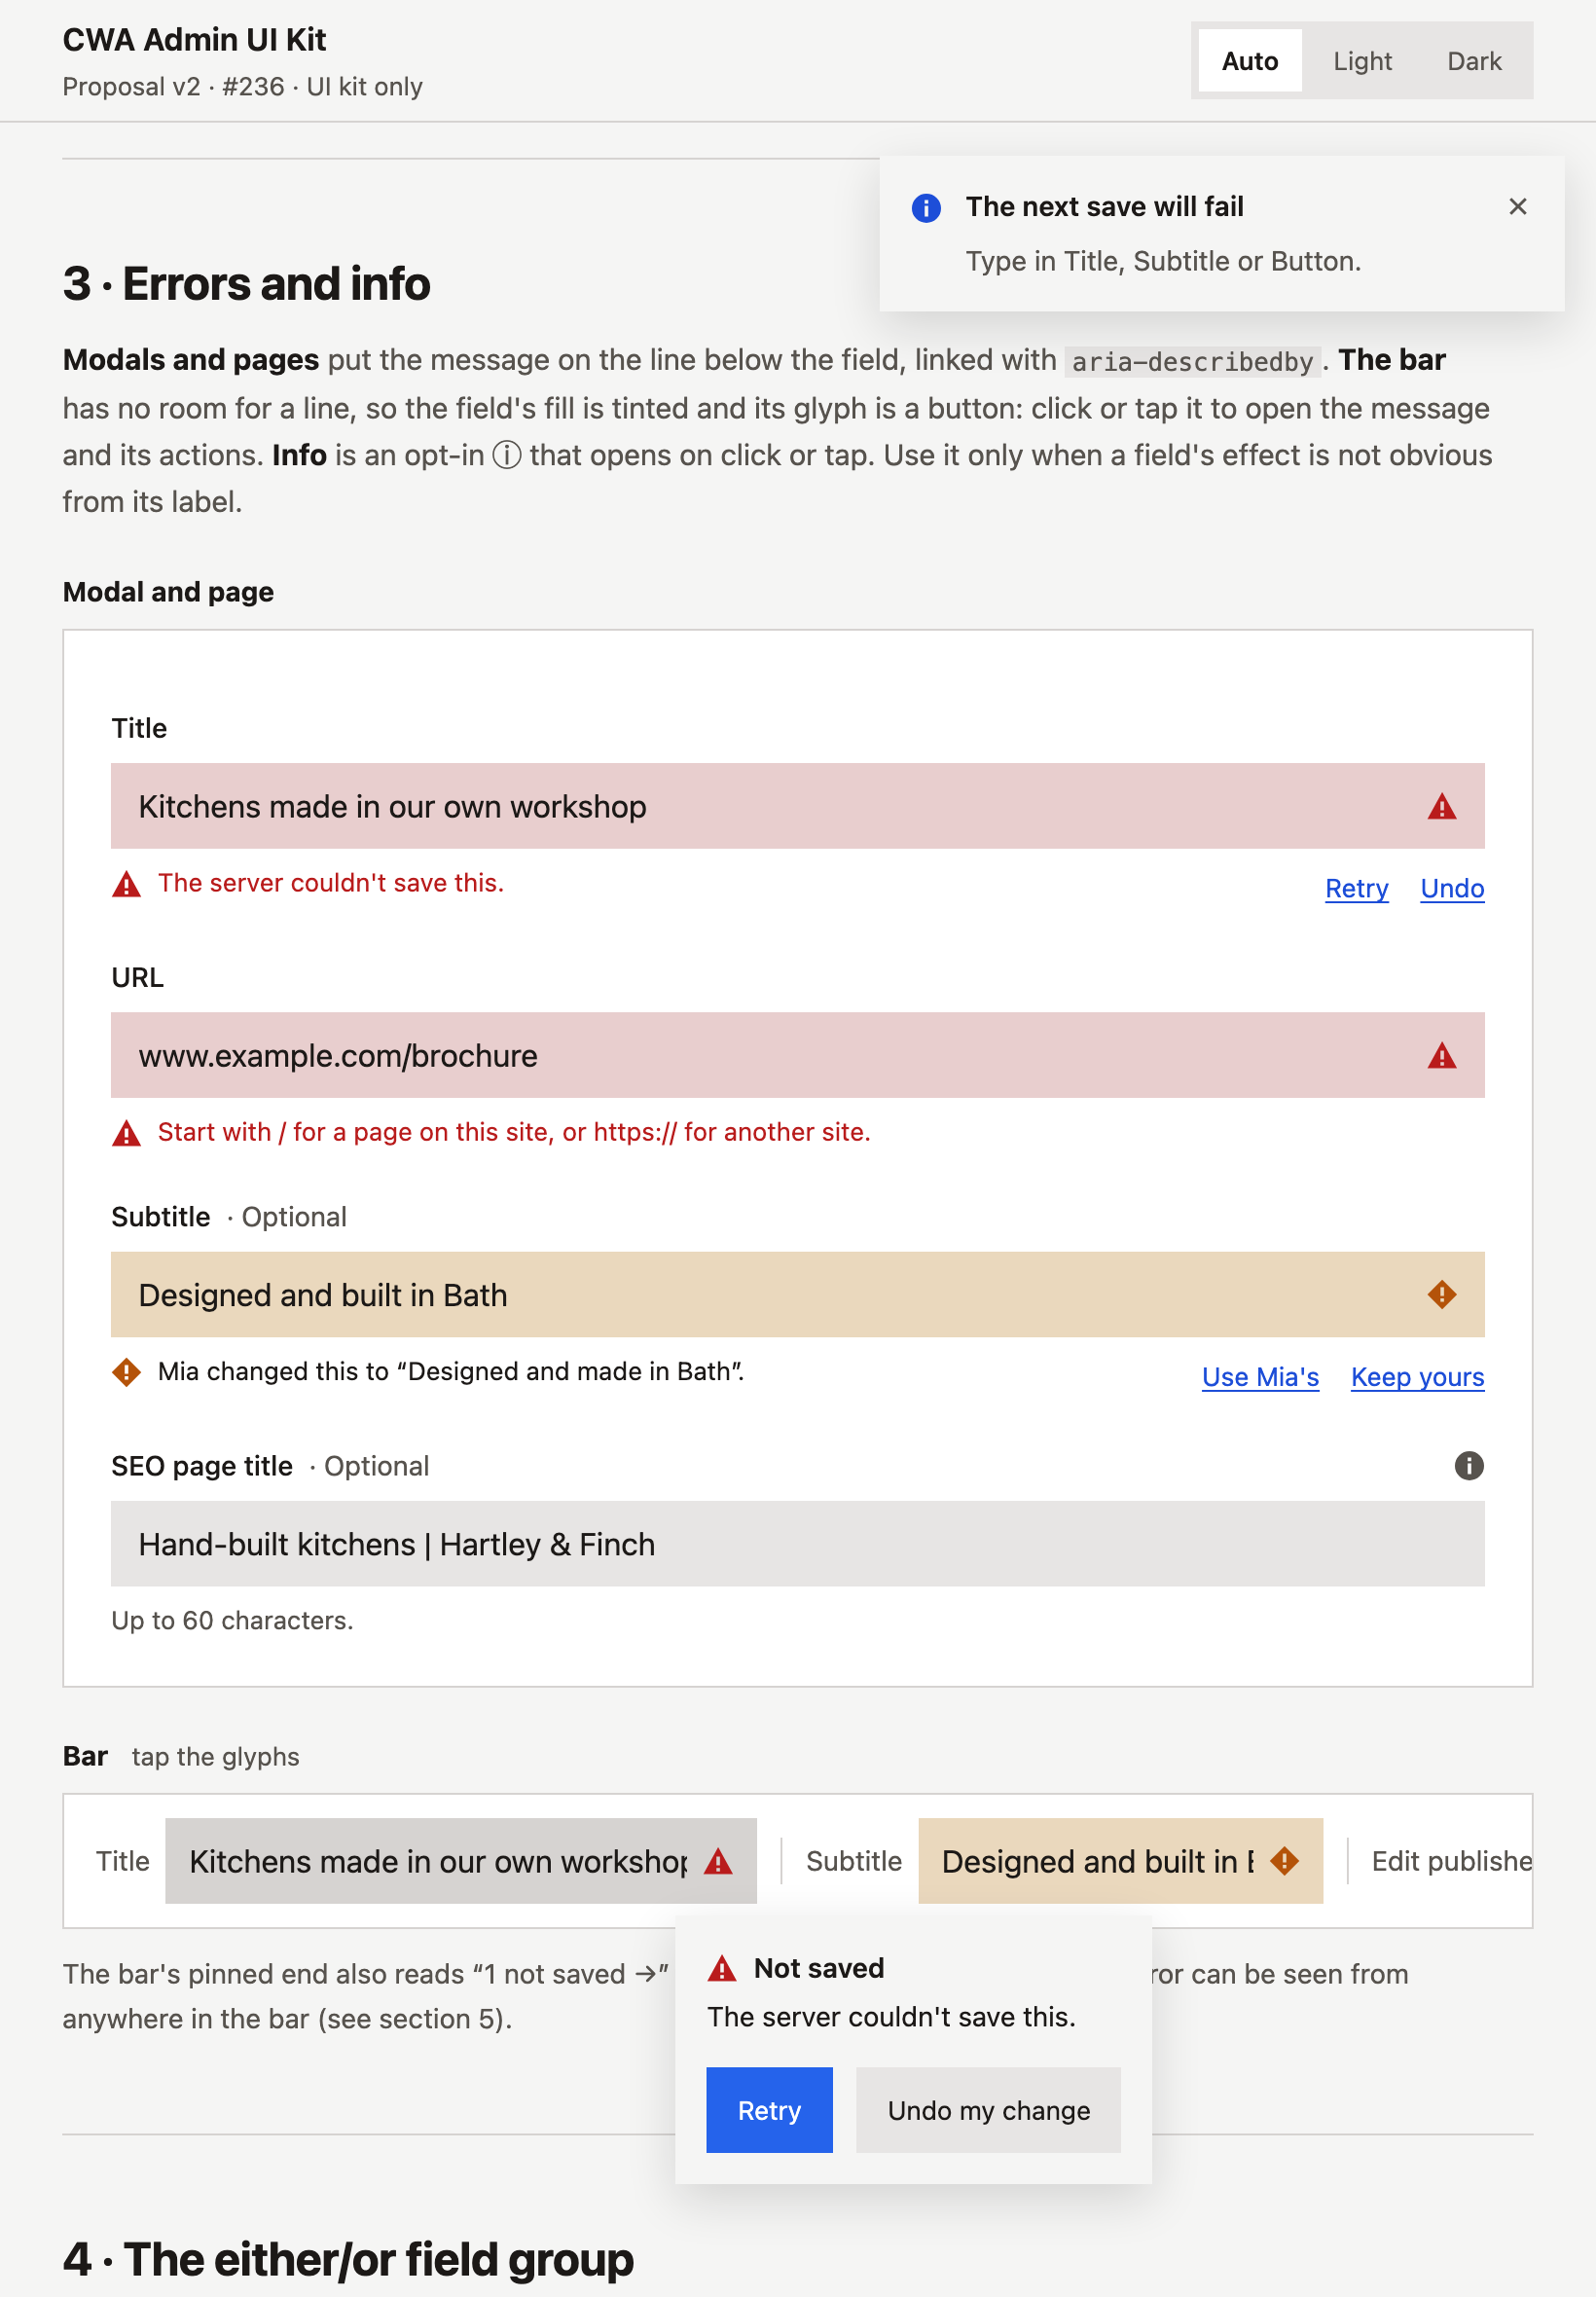 CWA Admin UI Kit
Proposal v2 · #236 · UI kit only
Auto
Light
Dark
The next save will fail
Type in Title, Subtitle or Button.
3 · Errors and info
Modals and pages put the message on the line below the field, linked with aria-describedby. The bar
has no room for a line, so the field's fill is tinted and its glyph is a button: click or tap it to open the message
and its actions. Info is an opt-in ⓘ that opens on click or tap. Use it only when a field's effect is not obvious
from its label.
Modal and page
Title
Kitchens made in our own workshop
The server couldn't save this.
Retry
Undo
URL
www.example.com/brochure
Start with / for a page on this site, or https:// for another site.
Subtitle · Optional
Designed and built in Bath
Mia changed this to “Designed and made in Bath”.
Use Mia's
Keep yours
SEO page title · Optional
Hand-built kitchens | Hartley & Finch
Up to 60 characters.
Bar tap the glyphs
Title
Kitchens made in our own workshop
Subtitle
Designed and built in
Edit publishe
The bar's pinned end also reads “1 not saved →”
ror can be seen from
anywhere in the bar (see section 5).
Not saved
The server couldn't save this.
Retry
Undo my change
4 · The either/or field group